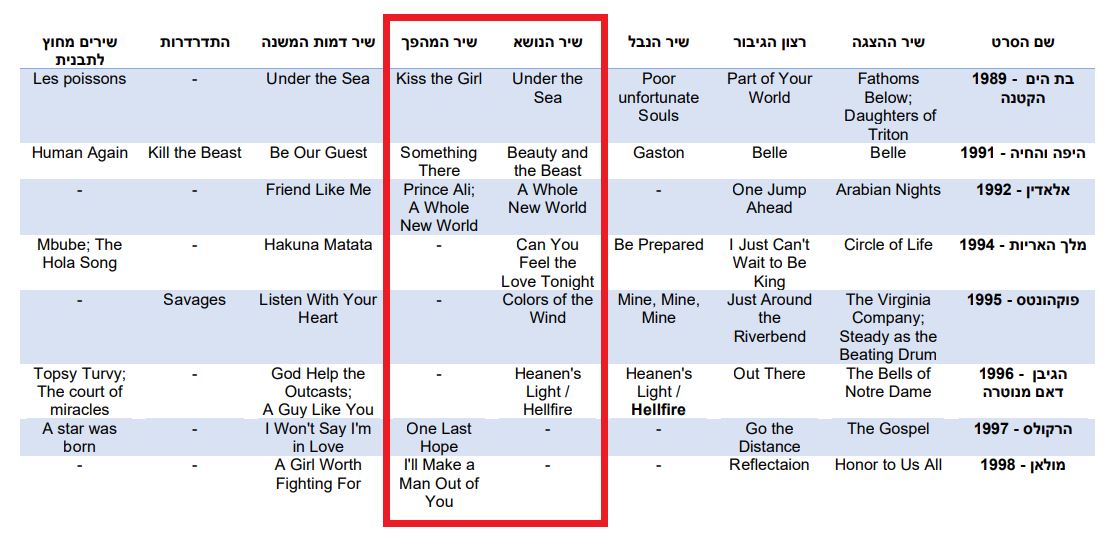 שם הסרט
שיר ההצגה
רצון הגיבור
שיר הנבל
שיר הנושא
שיר המהפך
שיר דמות המשנה
התדרדרות
שירים מחוץ
לתבנית
1989 - בת הים
הקטנה
Fathoms
Below;
Daughters of
Triton
Part of Your
World
Poor
unfortunate
Souls
Under the
Sea
Kiss the Girl
Under the Sea
-
Les poissons
1991 - היפה והחיה
Belle
Belle
Gaston
Beauty and
the Beast
Something
There
Be Our Guest
Kill the Beast
Human Again
1992 - אלאדין
Arabian Nights
One Jump
Ahead
-
A Whole
New World
Prince Ali;
A Whole
New World
Friend Like Me
-
-
1994 - מלך האריות
Circle of Life
I Just Can't
Wait to Be
King
Be Prepared
Can You
Feel the
Love Tonight
-
Hakuna Matata
-
Mbube; The
Hola Song
1995 - פוקהונטס
The Virginia
Company;
Steady as the
Beating Drum
Just Around
the
Riverbend
Mine, Mine,
Mine
Colors of the
Wind
-
Listen With Your
Heart
Savages
-
1996 - הגיבן
דאם מנוטרה
The Bells of
Notre Dame
Out There
Heanen's
Light /
Hellfire
Heanen's
Light /
Hellfire
-
God Help the
Outcasts;
A Guy Like You
-
Topsy Turvy;
The court of
miracles
1997 - הרקולס
The Gospel
Go the
Distance
-
-
One Last
Hope
I Won't Say I'm
in Love
-
A star was
born
1998 - מולאן
Honor to Us All
Reflectaion
-
-
I'll Make a
Man Out of
You
A Girl Worth
Fighting For
-
-